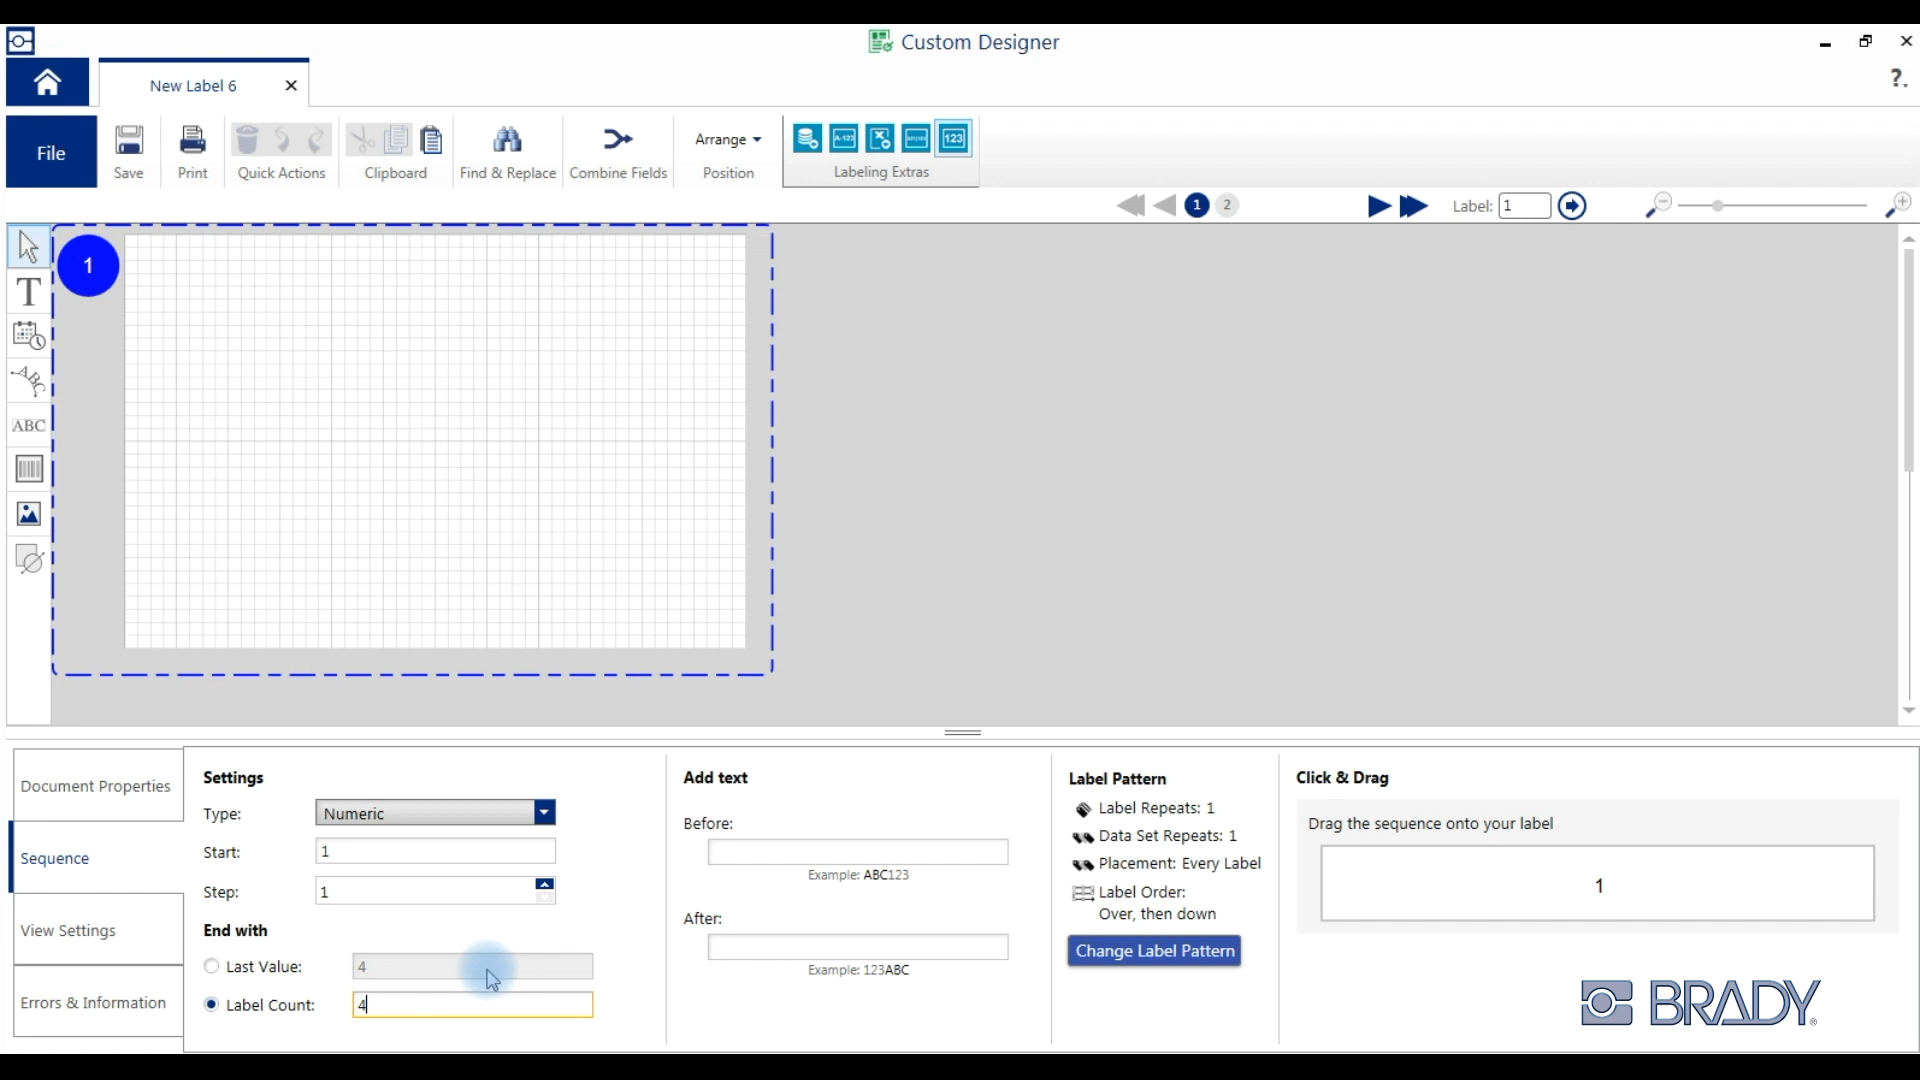 Custom Designer
New Label 6
?
File
Save
Print
Quick Actions
Clipboard
Find & Replace
Combine Fields
Arrange
Position
A-123
123
Labeling Extras
1 2
Label: 1
1
T
ABC
ABC
Document Properties
Sequence
View Settings
Errors & Information
Settings
Type: Numeric
Start: 1
Step: 1
End with
Last Value: 4
Label Count: 4
Add text
Before:
Example: ABC123
After:
Example: 123ABC
Label Pattern
Label Repeats: 1
Data Set Repeats: 1
Placement: Every Label
Label Order:
Over, then down
Change Label Pattern
Click & Drag
Drag the sequence onto your label
1
BRADY®